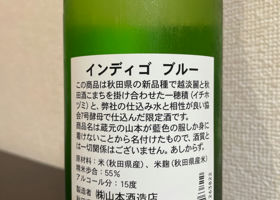 インディゴ ブルー
この商品は秋田県の新品種で越淡麗と秋
田酒こまちを掛け合わせた一穂積（イチホ
ヅミ）と、弊社の仕込み水と相性が良い協
会7号酵母で仕込んだ限定酒です。
商品名は蔵元の山本が藍色の服しか身に
着けないことから名付けたもので、酒質と
は一切関係はございません。あしからず。
原材料：米（秋田県産）、米麹（秋田県産米）
精米歩合：55％
アルコール分：15度
製造者 ㈱山本酒造店